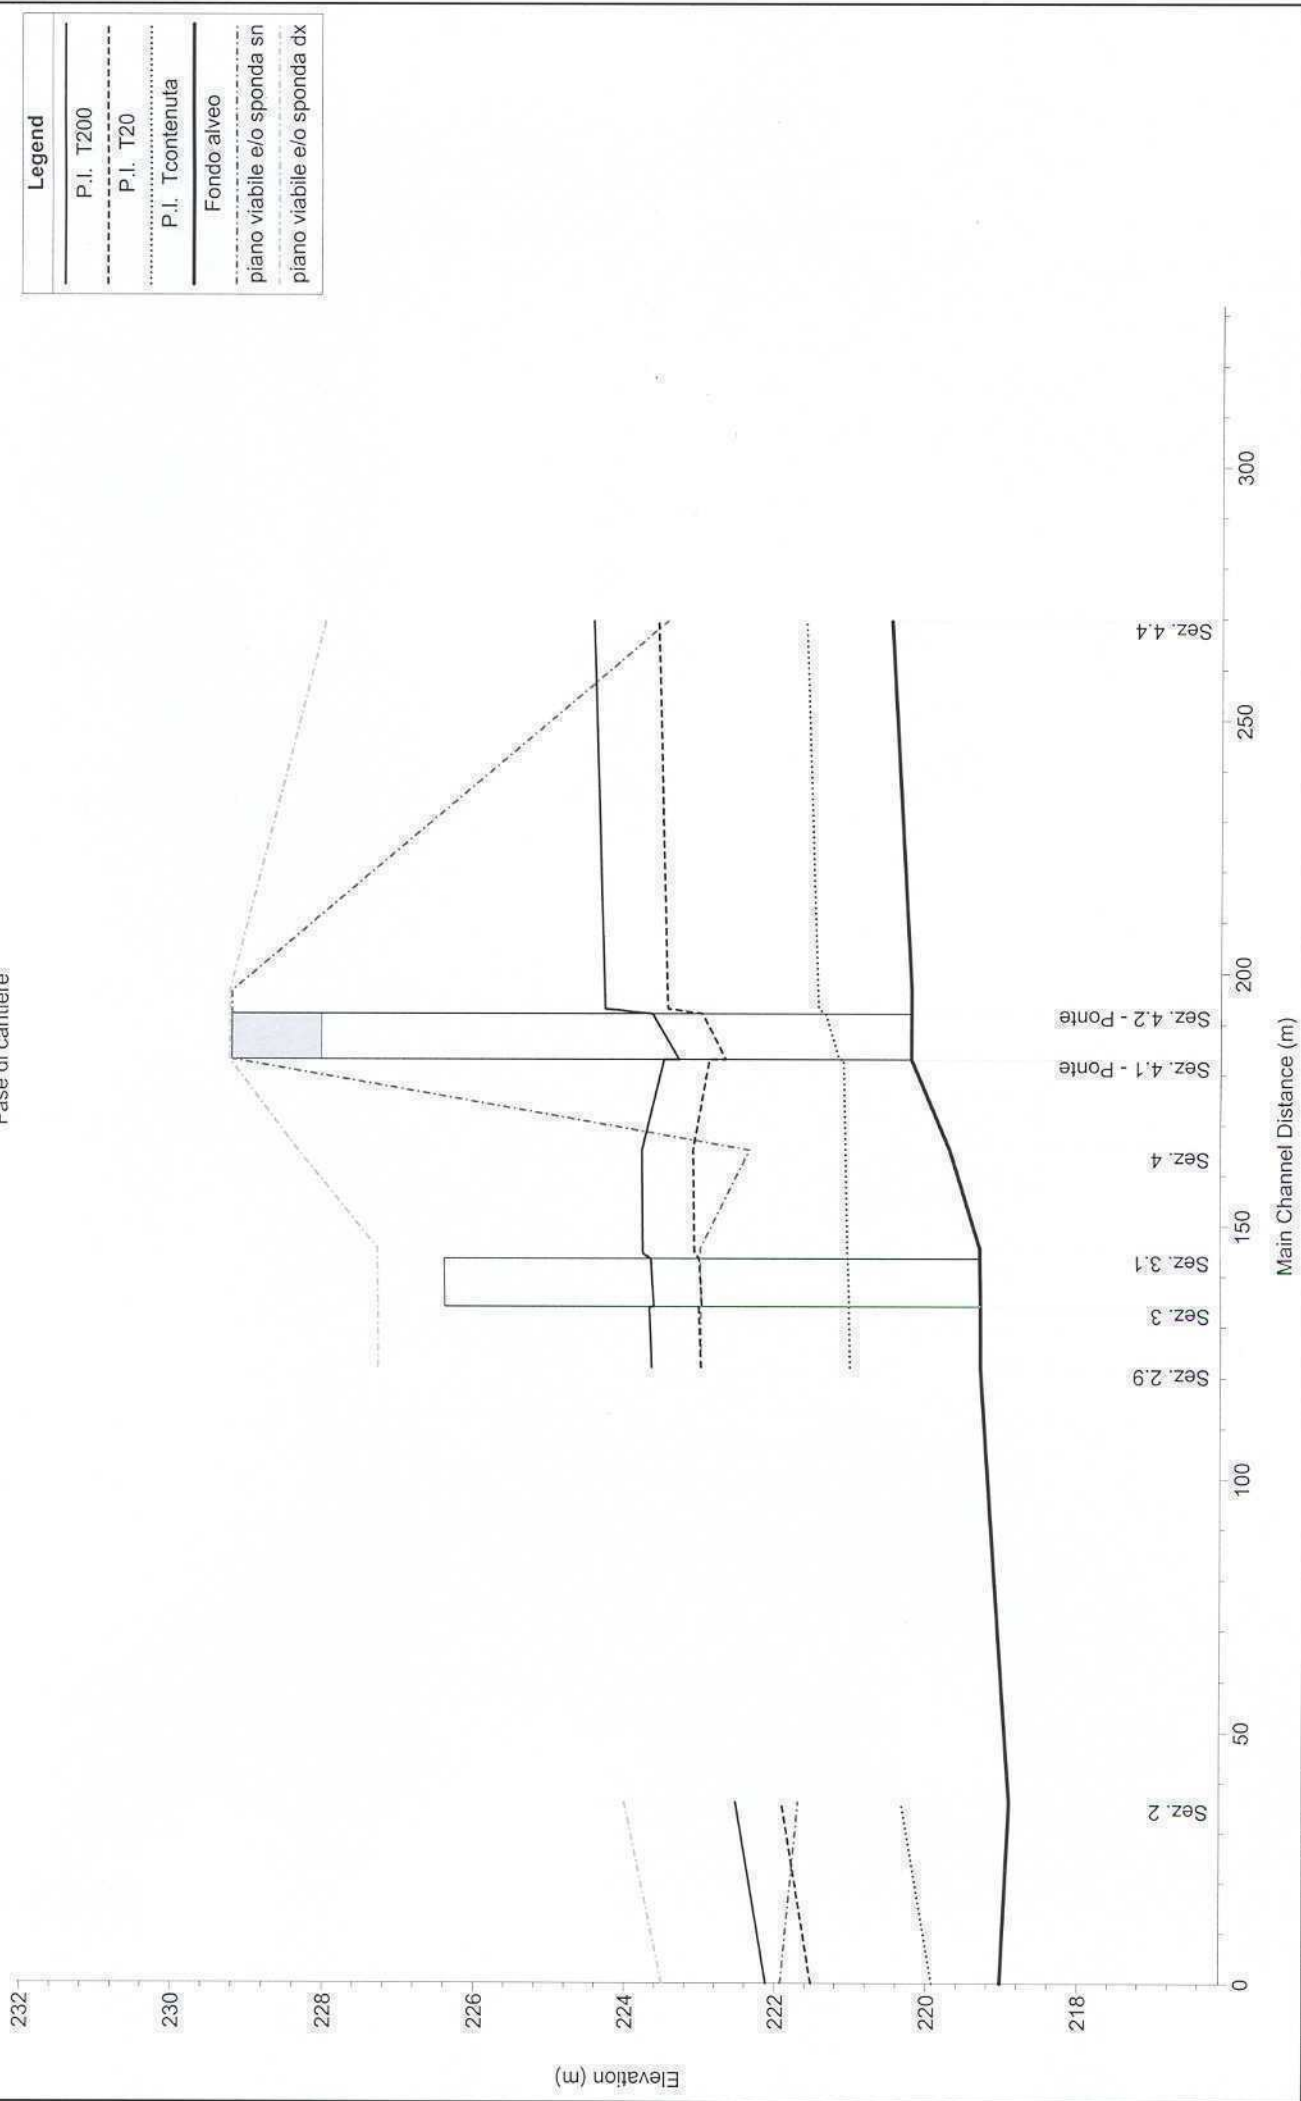 Fase di cantiere
Legend
P.I. T200
P.I. T20
P.I. Tcontenuta
Fondo alveo
piano viabile e/o sponda sn
piano viabile e/o sponda dx
Elevation (m)
232
230
228
226
224
222
220
218
Sez. 2
Sez. 2.9
Sez. 3
Sez. 3.1
Sez. 4
Sez. 4.1 - Ponte
Sez. 4.2 - Ponte
Sez. 4.4
0
50
100
150
200
250
300
Main Channel Distance (m)